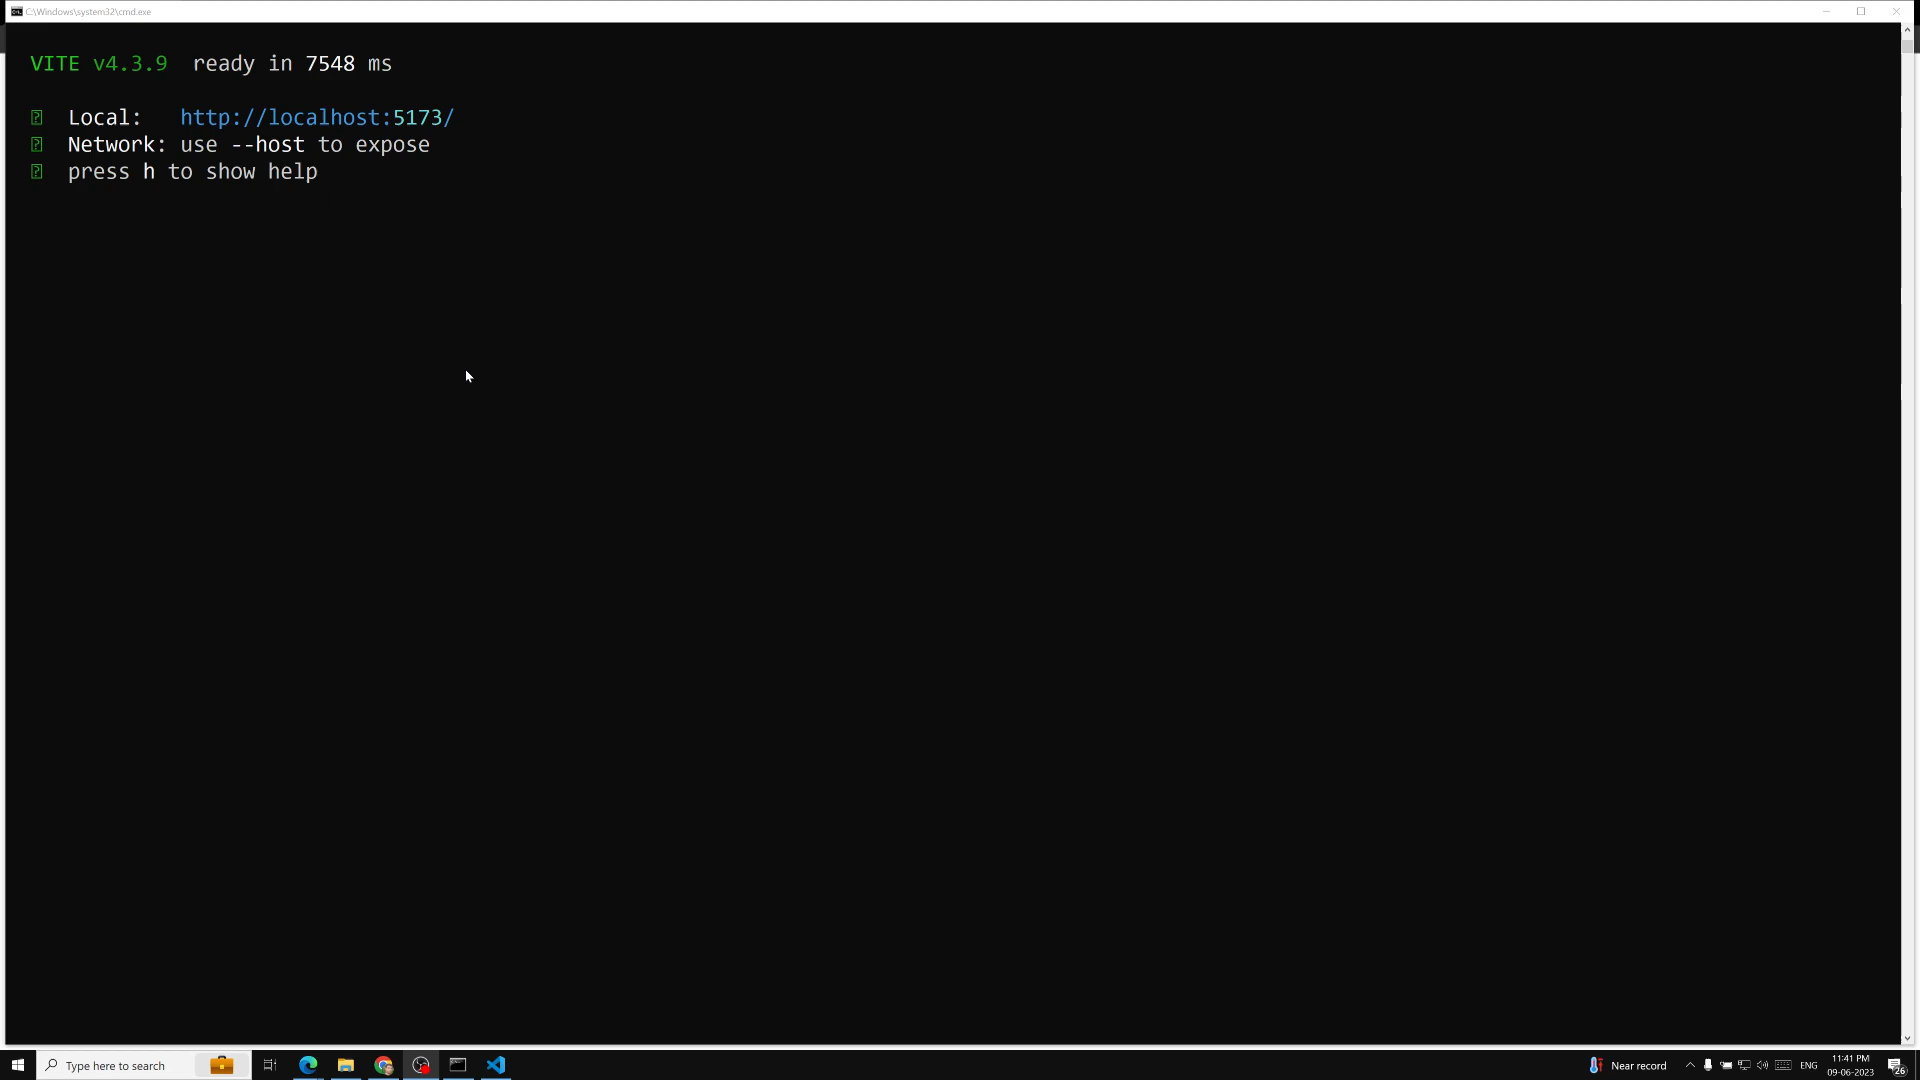 C:\Windows\system32\cmd.exe
VITE v4.3.9 ready in 7548 ms
Local: http://localhost:5173/
Network: use --host to expose
press h to show help
Type here to search
Near record
ENG
11:41 PM
09-06-2023
26